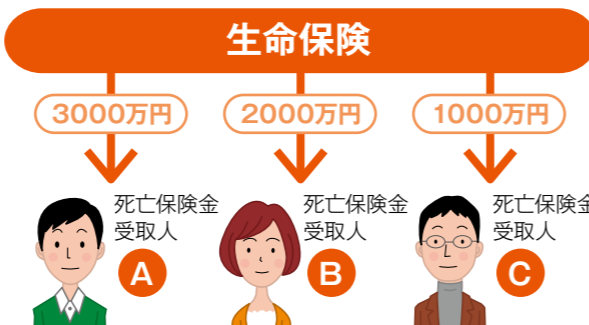 生命保険
3000万円
2000万円
1000万円
死亡保険金
受取人
A
死亡保険金
受取人
B
死亡保険金
受取人
C